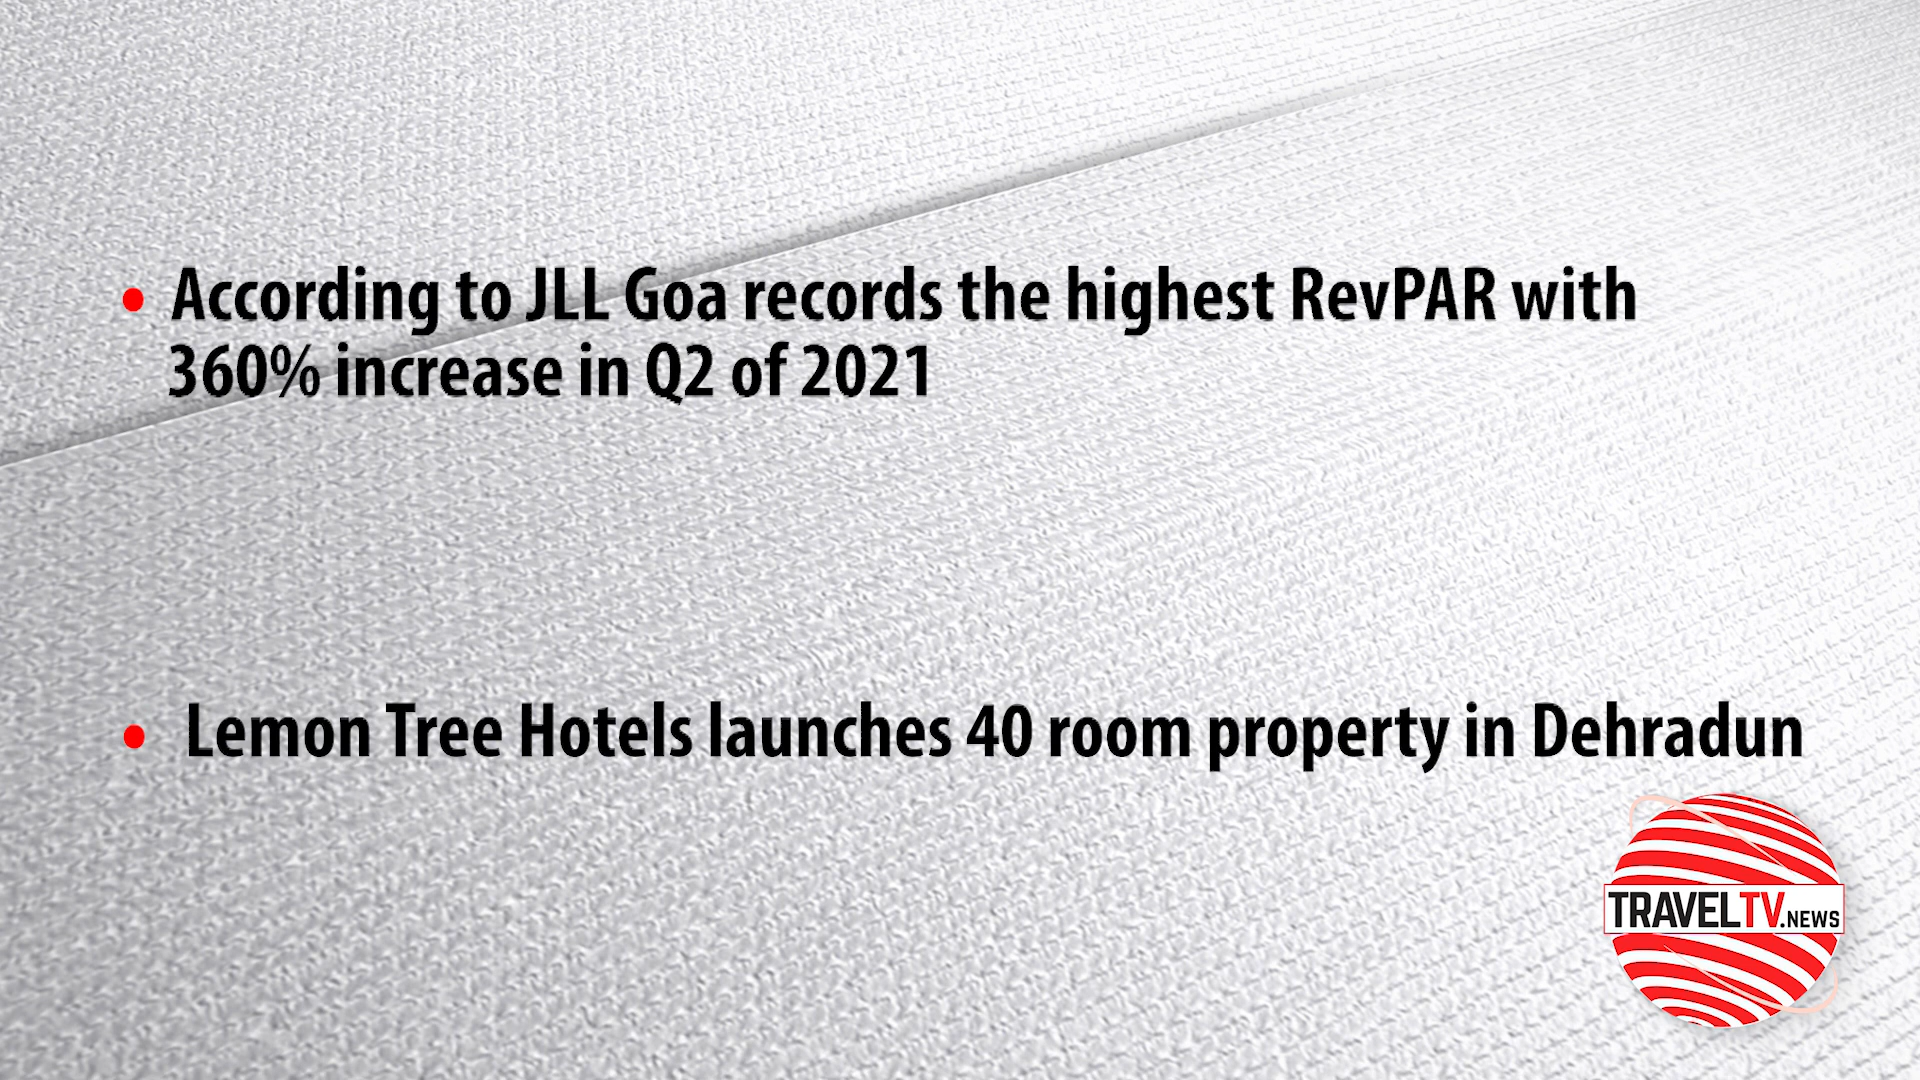 • According to JLL Goa records the highest RevPAR with
360% increase in Q2 of 2021
• Lemon Tree Hotels launches 40 room property in Dehradun
TRAVELTV.NEWS